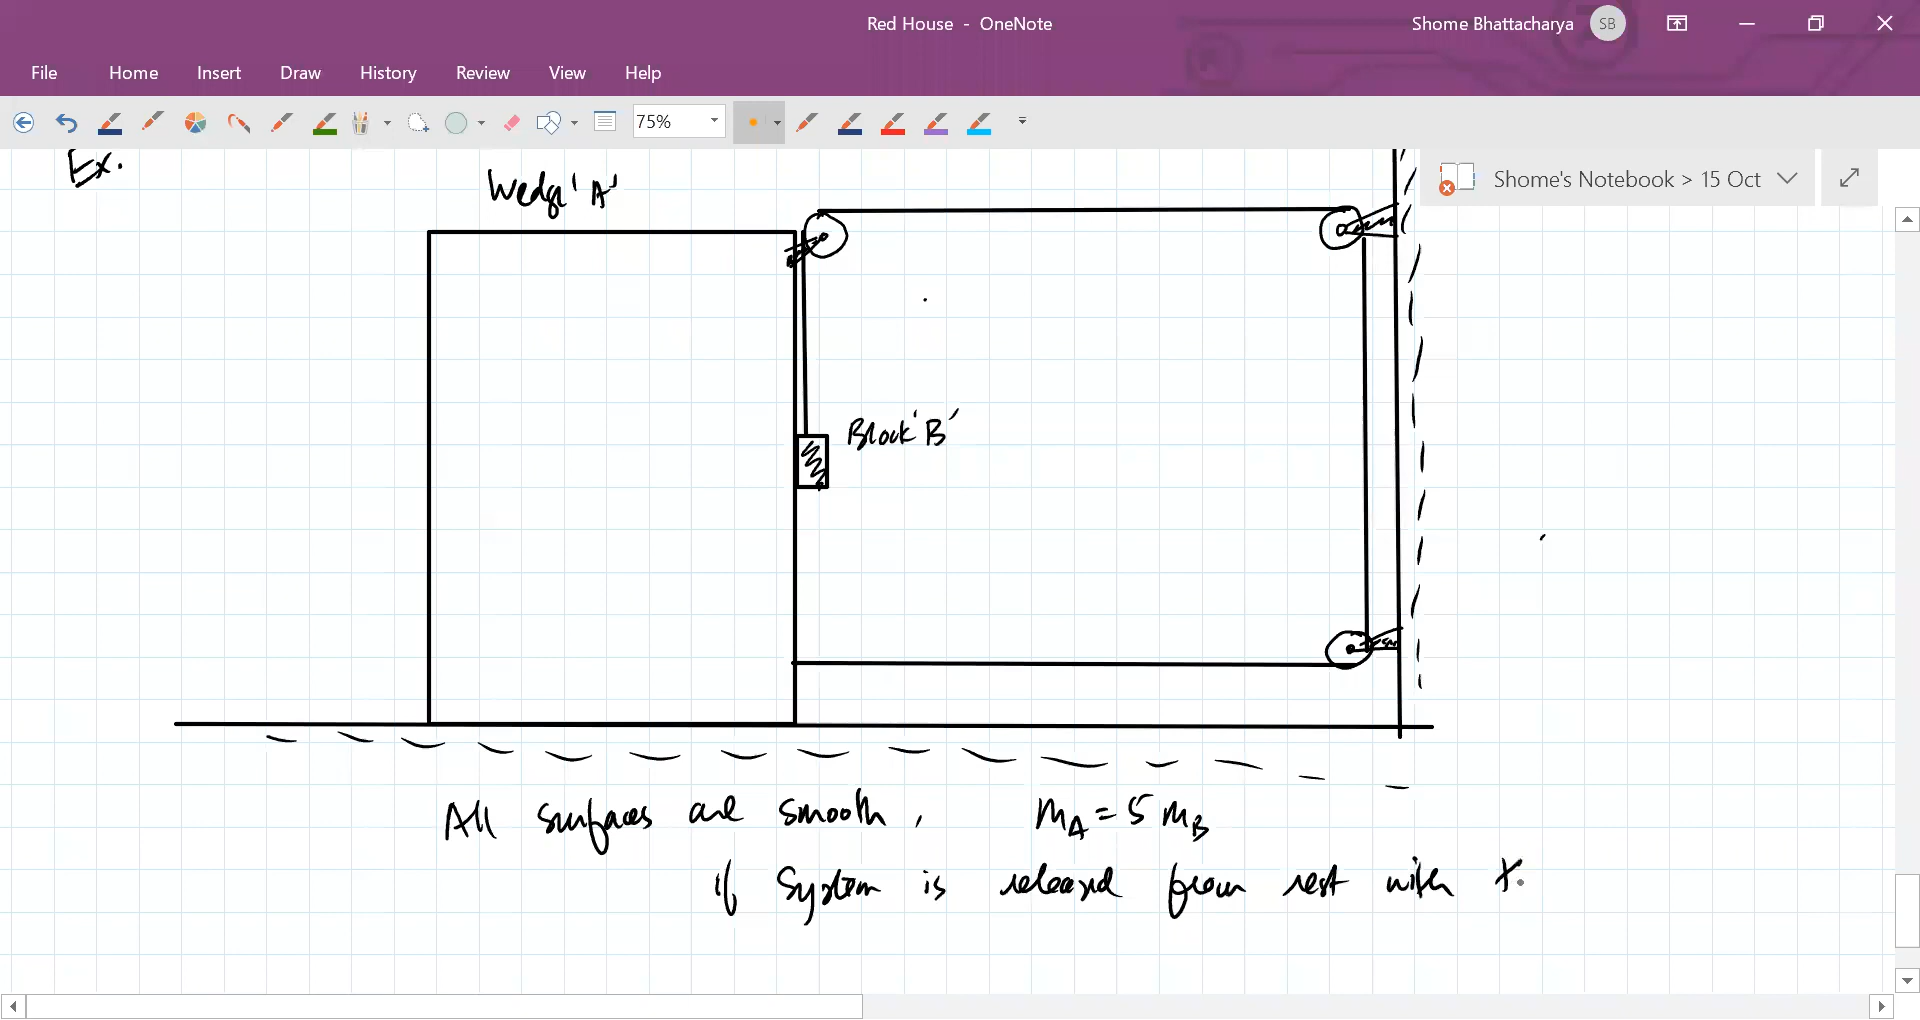 Red House - OneNote
Shome Bhattacharya SB
File Home Insert Draw History Review View Help
75%
Shome's Notebook > 15 Oct
Ex.
Wedge 'A'
Block 'B'
All surfaces are smooth, mA = 5 mB
if System is released from rest with